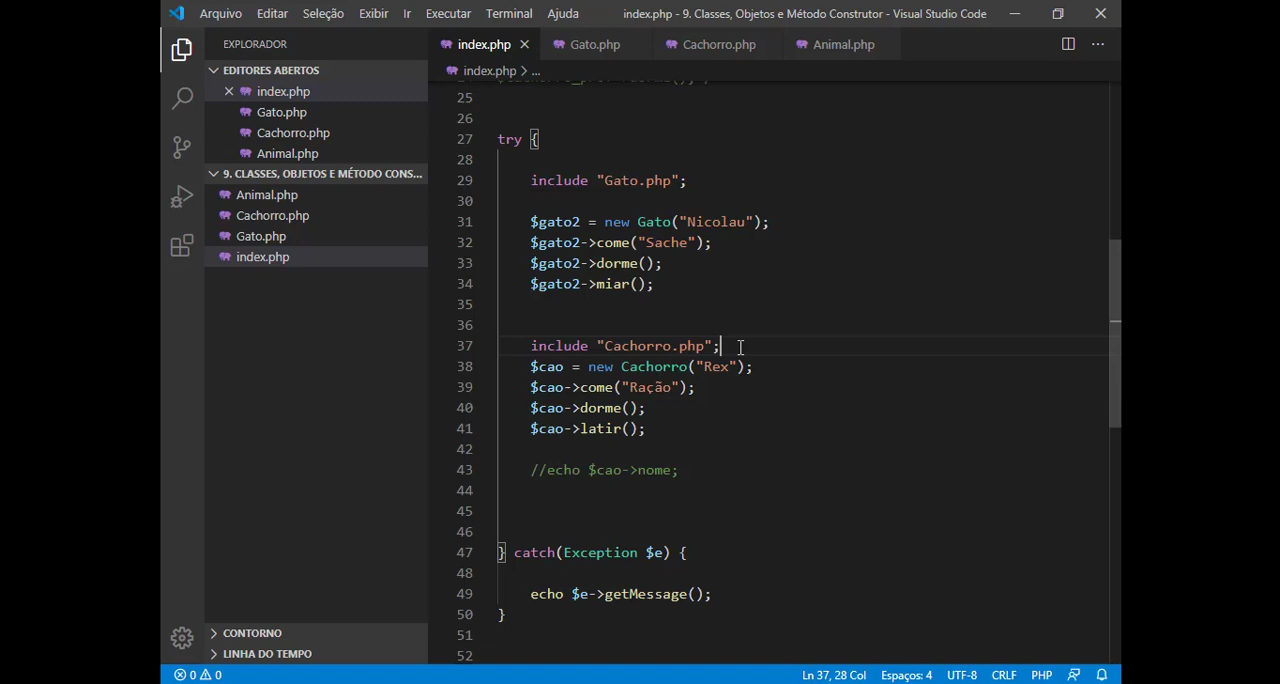 Arquivo Editar Seleção Exibir Ir Executar Terminal Ajuda index.php - 9. Classes, Objetos e Método Construtor - Visual Studio Code
EXPLORADOR
EDITORES ABERTOS
index.php
Gato.php
Cachorro.php
Animal.php
9. CLASSES, OBJETOS E MÉTODO CONS...
Animal.php
Cachorro.php
Gato.php
index.php
CONTORNO
LINHA DO TEMPO
index.php Gato.php Cachorro.php Animal.php
index.php > ...
25
26
27 try {
28
29 include "Gato.php";
30
31 $gato2 = new Gato("Nicolau");
32 $gato2->come("Sache");
33 $gato2->dorme();
34 $gato2->miar();
35
36
37 include "Cachorro.php";
38 $cao = new Cachorro("Rex");
39 $cao->come("Ração");
40 $cao->dorme();
41 $cao->latir();
42
43 //echo $cao->nome;
44
45
46
47 } catch(Exception $e) {
48
49 echo $e->getMessage();
50 }
51
52
0 0 Ln 37, 28 Col Espaços: 4 UTF-8 CRLF PHP